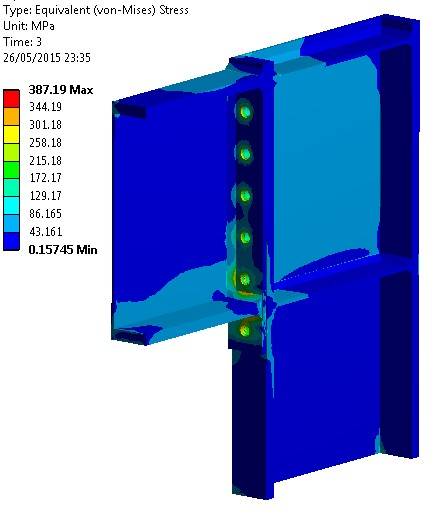 Type: Equivalent (von-Mises) Stress
Unit: MPa
Time: 3
26/05/2015 23:35
387.19 Max
344.19
301.18
258.18
215.18
172.17
129.17
86.165
43.161
0.15745 Min